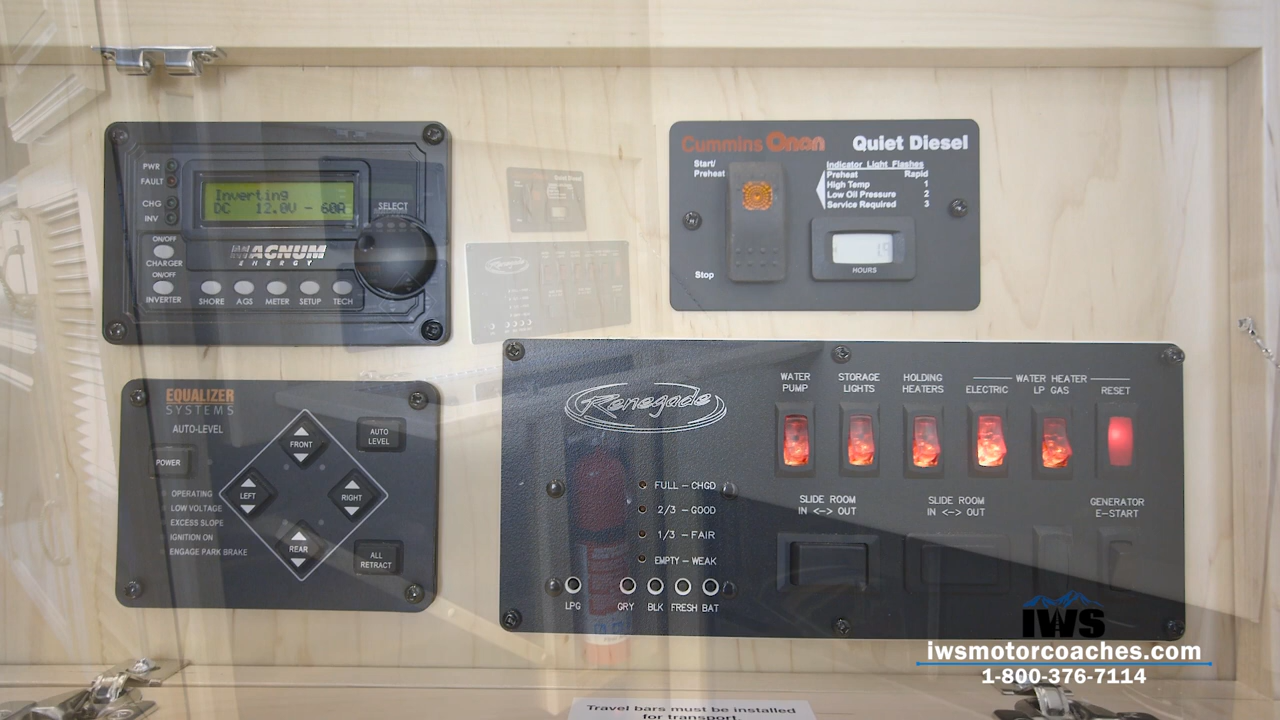 PWR
FAULT
CHG
INV
Inverting
DC 12.0V - 60A
SELECT
ON/OFF
CHARGER
MAGNUM
ENERGY
ON/OFF
INVERTER
SHORE AGS METER SETUP TECH
Cummins Onan Quiet Diesel
Start/
Preheat
Stop
Indicator Light Flashes
Preheat Rapid
High Temp 1
Low Oil Pressure 2
Service Required 3
HOURS
EQUALIZER
SYSTEMS
AUTO-LEVEL
POWER
OPERATING
LOW VOLTAGE
EXCESS SLOPE
IGNITION ON
ENGAGE PARK BRAKE
FRONT
LEFT
RIGHT
REAR
AUTO
LEVEL
ALL
RETRACT
Renegade
FULL - CHGD
2/3 - GOOD
1/3 - FAIR
EMPTY - WEAK
LPG GRY BLK FRESH BAT
WATER
PUMP
STORAGE
LIGHTS
HOLDING
HEATERS
WATER HEATER
ELECTRIC LP GAS RESET
SLIDE ROOM
IN <-> OUT
SLIDE ROOM
IN <-> OUT
GENERATOR
E-START
IWS
iwsmotorcoaches.com
1-800-376-7114
Travel bars must be installed
for transport.